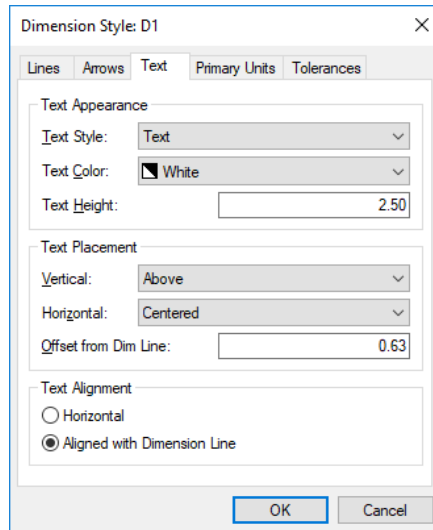 Dimension Style: D1
Lines Arrows Text Primary Units Tolerances
Text Appearance
Text Style: Text
Text Color: White
Text Height: 2.50
Text Placement
Vertical: Above
Horizontal: Centered
Offset from Dim Line: 0.63
Text Alignment
Horizontal
Aligned with Dimension Line
OK Cancel